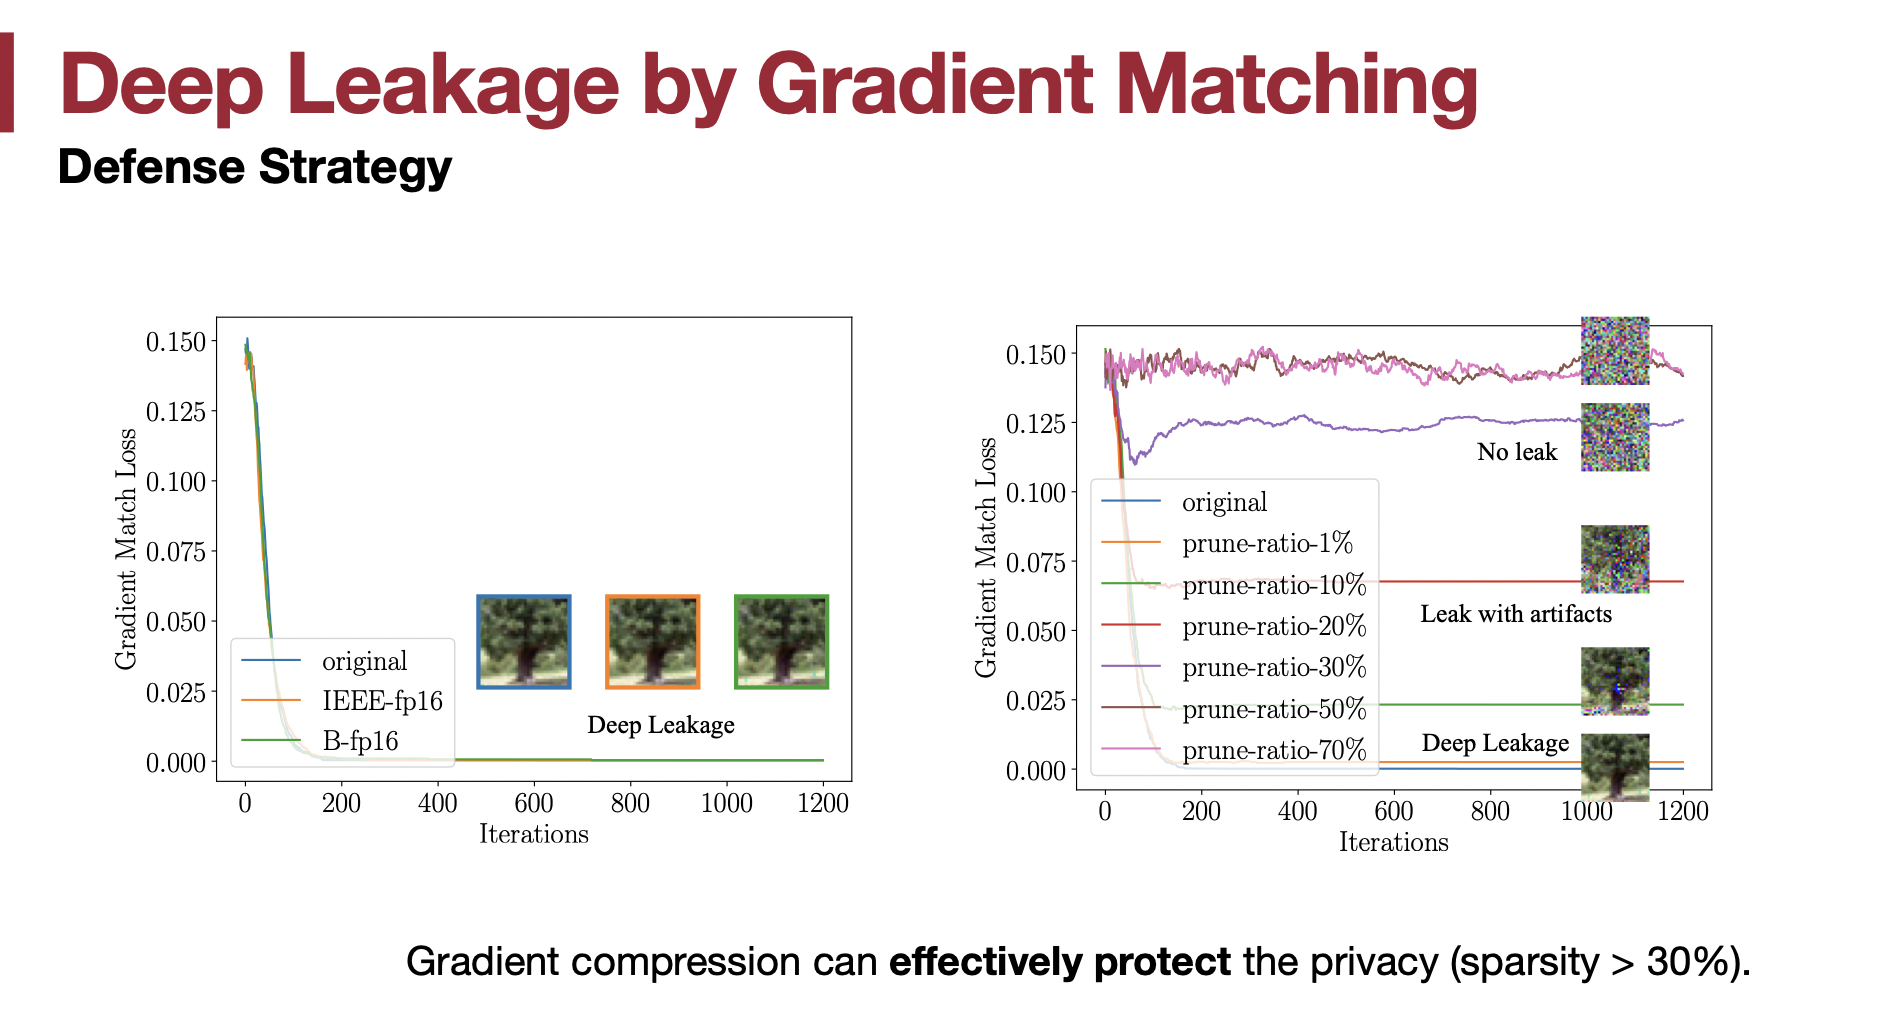 Deep Leakage by Gradient Matching
Defense Strategy
Gradient Match Loss
0.150
0.125
0.100
0.075
0.050
0.025
0.000
original
IEEE-fp16
B-fp16
Deep Leakage
0 200 400 600 800 1000 1200
Iterations
Gradient Match Loss
0.150
0.125
0.100
0.075
0.050
0.025
0.000
original
prune-ratio-1%
prune-ratio-10%
prune-ratio-20%
prune-ratio-30%
prune-ratio-50%
prune-ratio-70%
No leak
Leak with artifacts
Deep Leakage
0 200 400 600 800 1000 1200
Iterations
Gradient compression can effectively protect the privacy (sparsity > 30%).